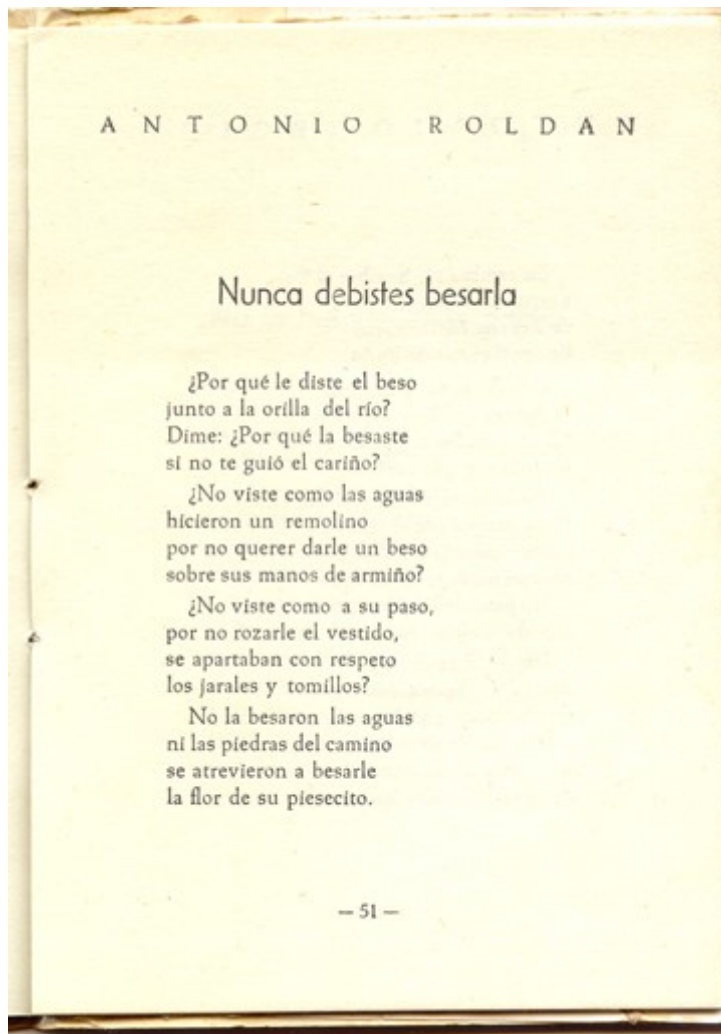 ANTONIO ROLDAN
Nunca debistes besarla
¿Por qué le diste el beso
junto a la orilla del río?
Dime: ¿Por qué la besaste
si no te guió el cariño?
¿No viste como las aguas
hicieron un remolino
por no querer darle un beso
sobre sus manos de armiño?
¿No viste como a su paso,
por no rozarle el vestido,
se apartaban con respeto
los jarales y tomillos?
No la besaron las aguas
ni las piedras del camino
se atrevieron a besarle
la flor de su piesecito.
— 51 —